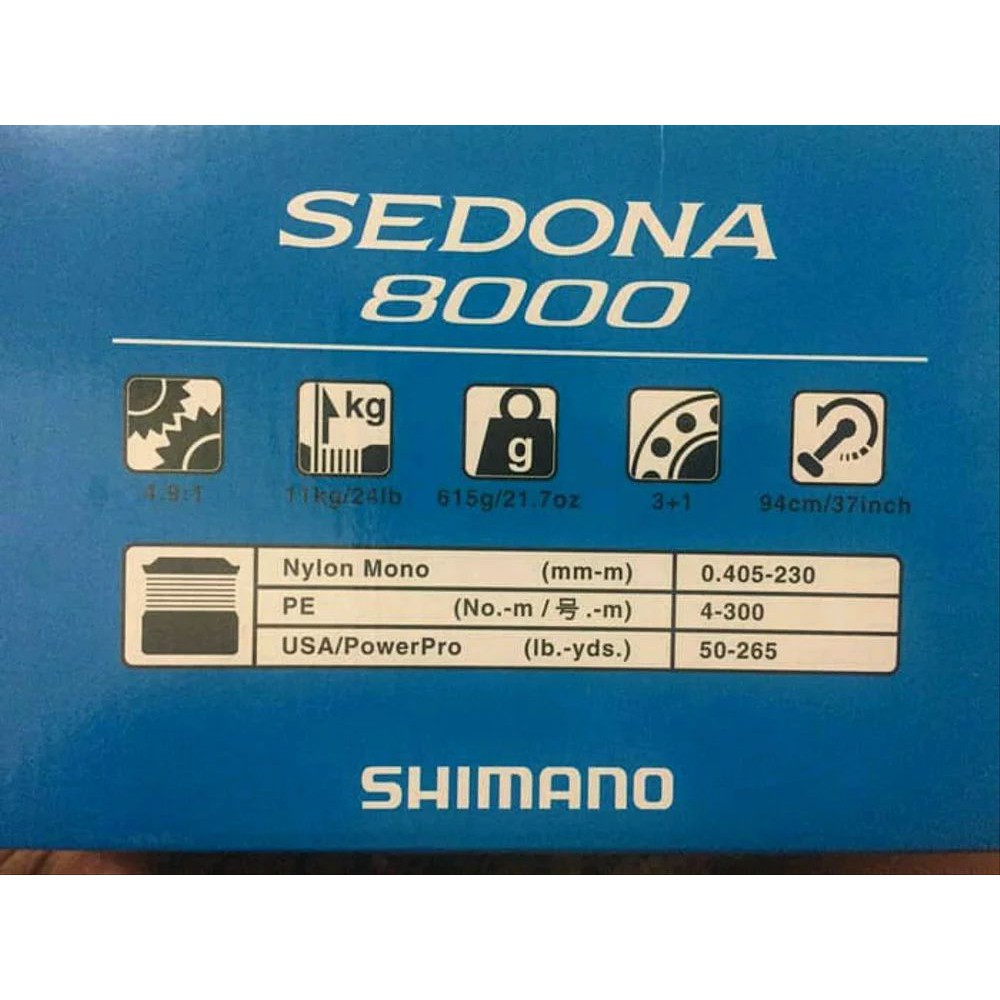 SEDONA
8000
kg
g
4.9:1 11kg/24lb 615g/21.7oz 3+1 94cm/37inch
Nylon Mono (mm-m) 0.405-230
PE (No.-m / 号.-m) 4-300
USA/PowerPro (lb.-yds.) 50-265
SHIMANO